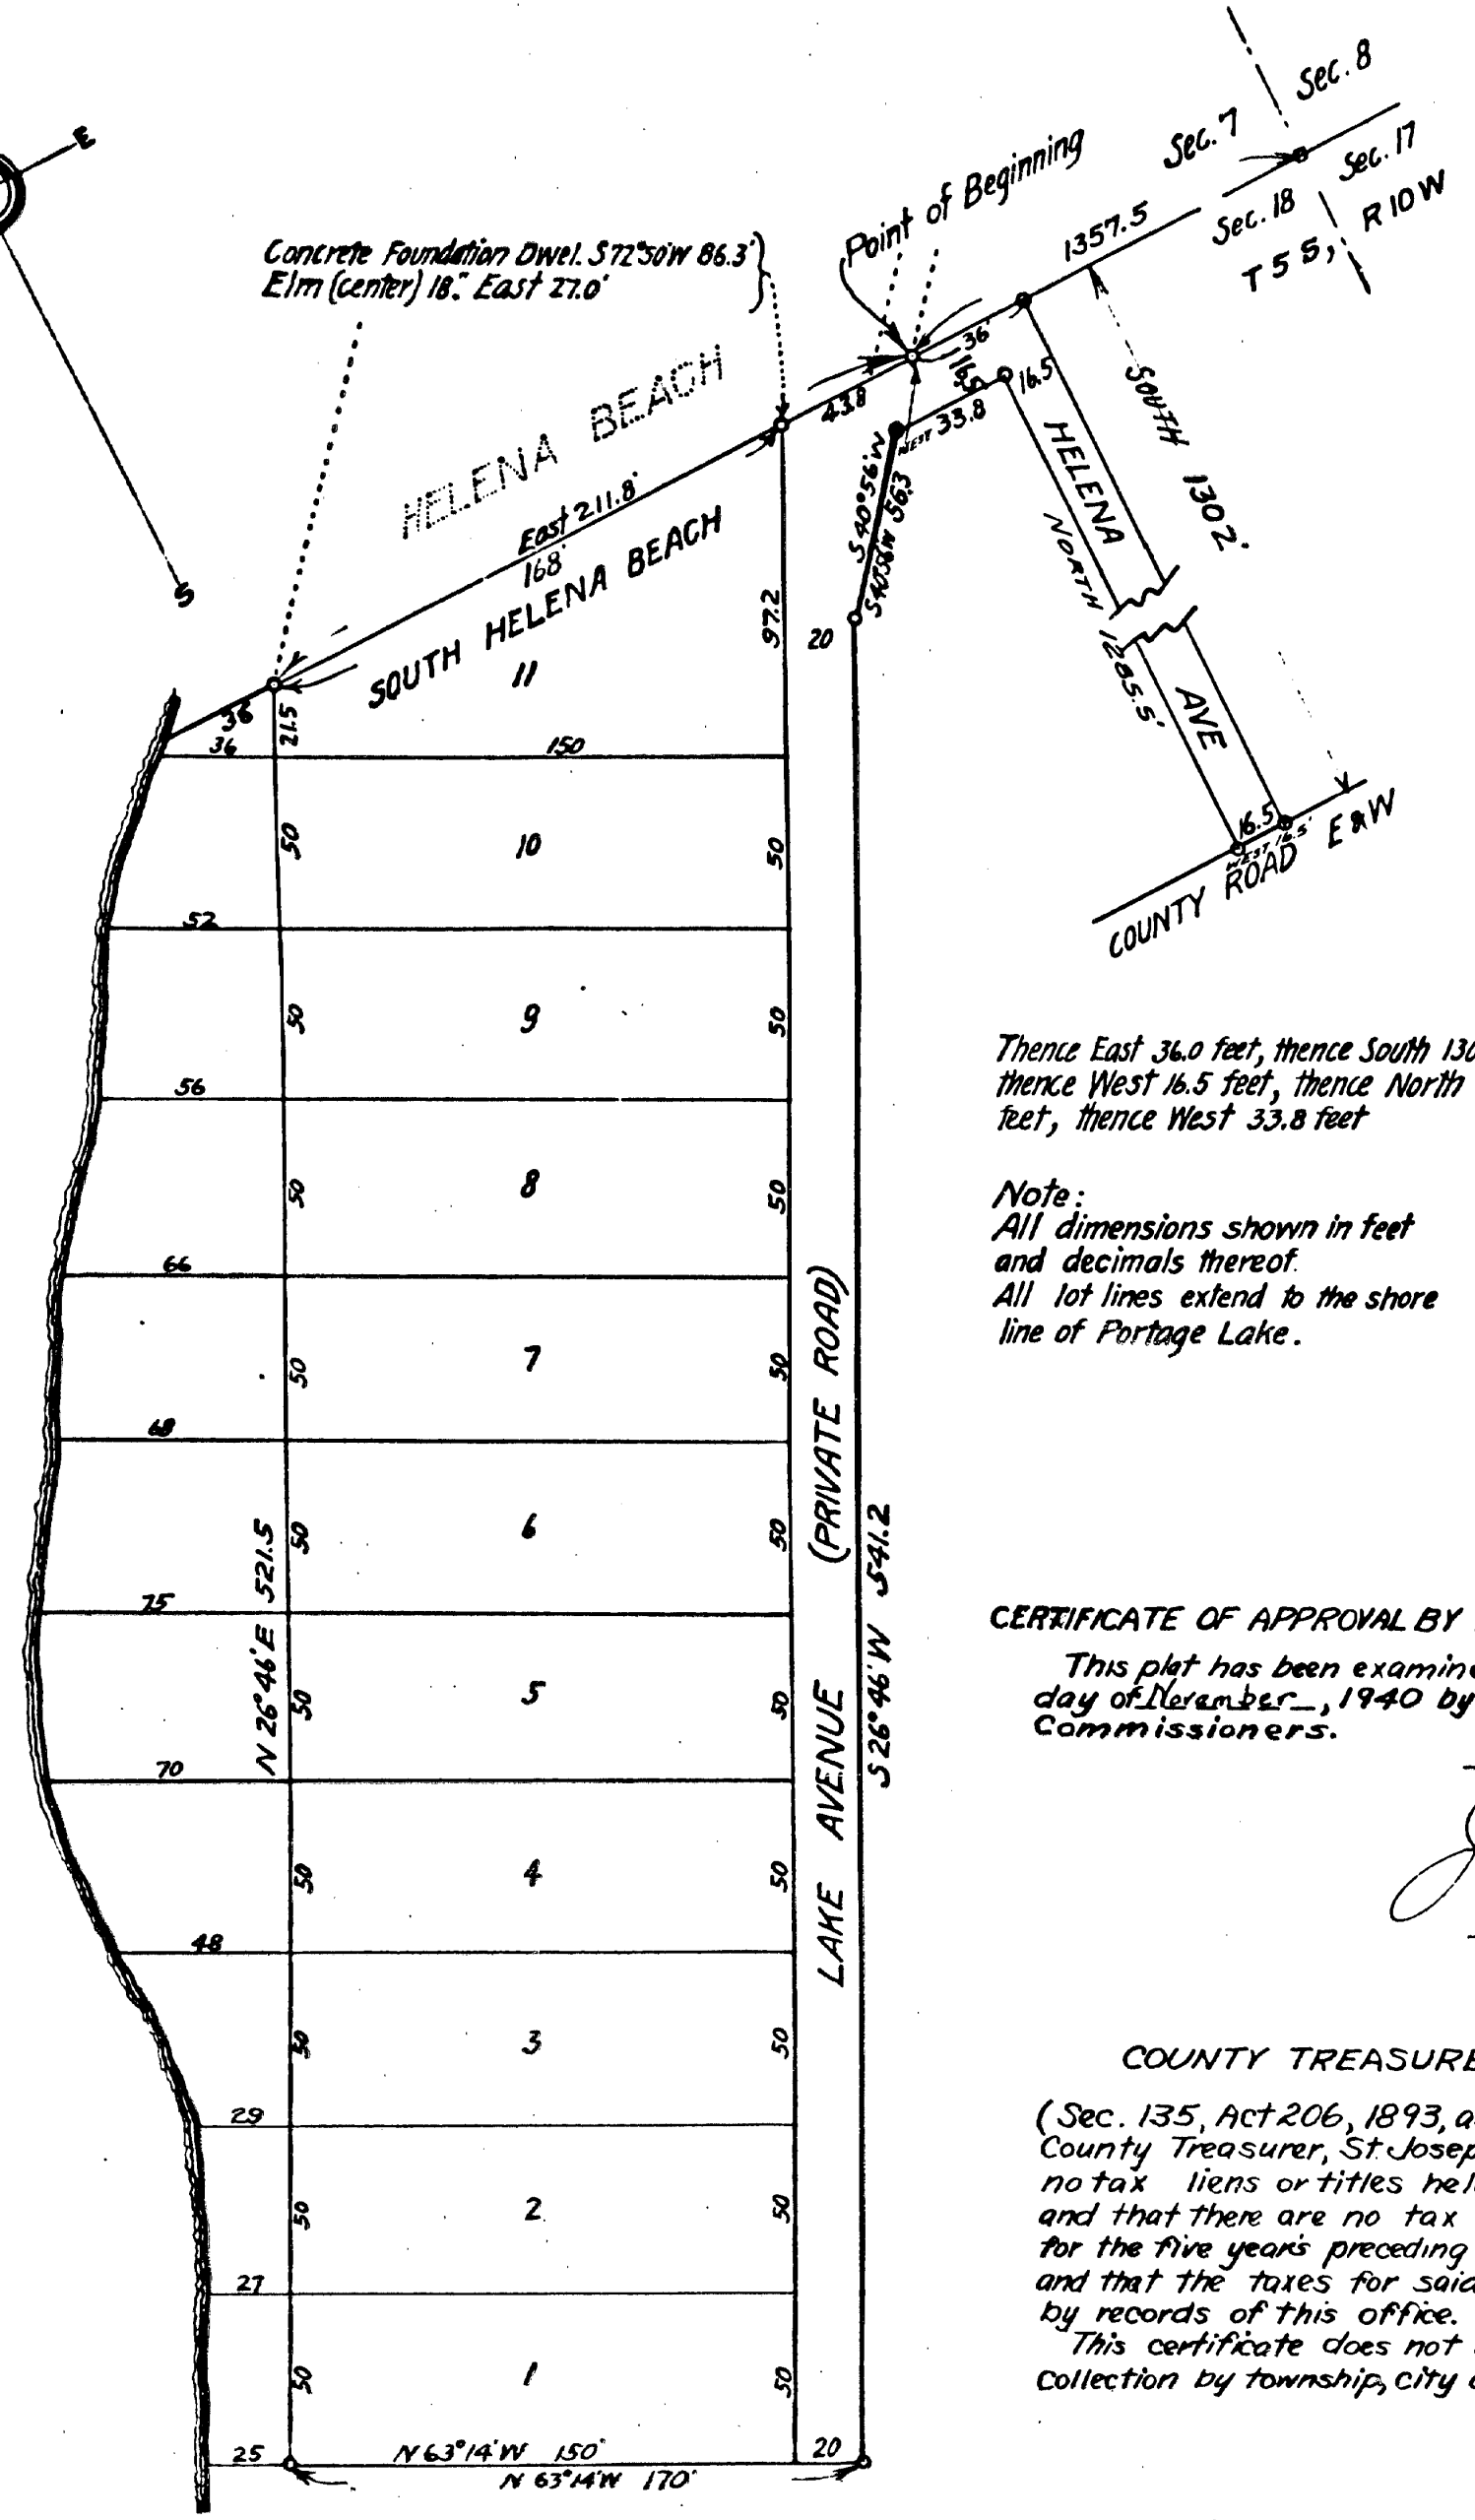 Sec. 8
Sec. 7
Sec. 17
Sec. 18
R 10 W
T 5 S,
E
S
Point of Beginning
1357.5
Concrete Foundation Dwel. S72°50'W 86.3'
Elm (center) 18." East 27.0'
HELENA BEACH
East 211.8'
168'
SOUTH HELENA BEACH
43.8
36'
16.5
16.5
WEST 33.8
S 40°56'W
S 40°56'W 56.3
SOUTH 1302'
HELENA
AVE
NORTH 1285.5'
16.5
WEST 16.5'
COUNTY ROAD E&W
97.2
20
11
36
21.5
36
150
50
10
50
52
50
9
50
56
50
8
50
66
50
7
50
68
50
6
50
75
N 26°46'E 521.5
50
5
50
70
50
4
50
48
50
3
50
29
50
2
50
27
50
1
50
25
N 63°14'W 150'
20
N 63°14'W 170'
LAKE AVENUE (PRIVATE ROAD)
S 26°46'W 541.2
Thence East 36.0 feet, thence South 130
thence West 16.5 feet, thence North
feet, thence West 33.8 feet
Note:
All dimensions shown in feet
and decimals thereof.
All lot lines extend to the shore
line of Portage Lake.
CERTIFICATE OF APPROVAL BY
This plat has been examine
day of November, 1940 by
Commissioners.
COUNTY TREASURE
(Sec. 135, Act 206, 1893, a
County Treasurer, St. Josep
no tax liens or titles hel
and that there are no tax
for the five years preceding
and that the taxes for said
by records of this office.
This certificate does not
collection by township, city